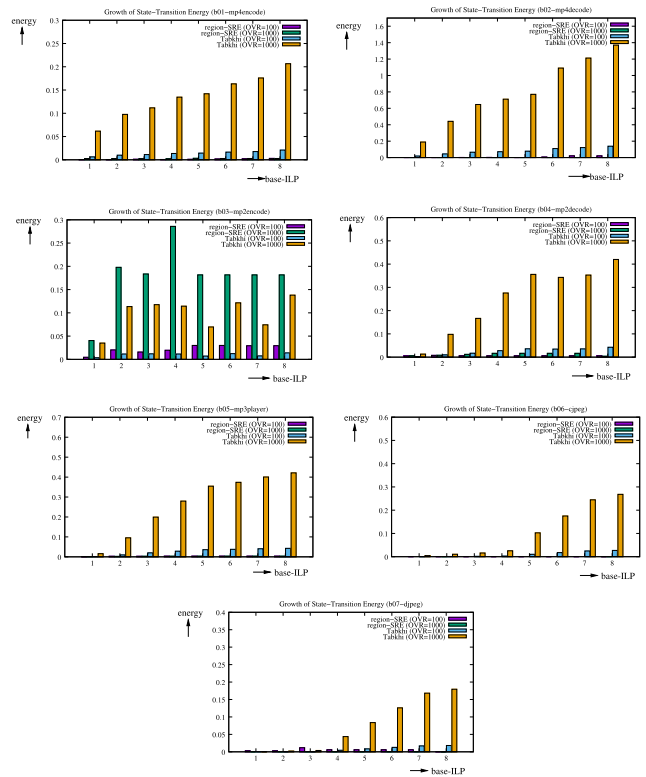 Growth of State-Transition Energy (b01-mp4encode)
energy
region-SRE (OVR=100)
region-SRE (OVR=1000)
Tabkhi (OVR=100)
Tabkhi (OVR=1000)
0.3
0.25
0.2
0.15
0.1
0.05
0
1 2 3 4 5 6 7 8
base-ILP
Growth of State-Transition Energy (b02-mp4decode)
energy
region-SRE (OVR=100)
region-SRE (OVR=1000)
Tabkhi (OVR=100)
Tabkhi (OVR=1000)
1.6
1.4
1.2
1
0.8
0.6
0.4
0.2
0
1 2 3 4 5 6 7 8
base-ILP
Growth of State-Transition Energy (b03-mp2encode)
energy
region-SRE (OVR=100)
region-SRE (OVR=1000)
Tabkhi (OVR=100)
Tabkhi (OVR=1000)
0.3
0.25
0.2
0.15
0.1
0.05
0
1 2 3 4 5 6 7 8
base-ILP
Growth of State-Transition Energy (b04-mp2decode)
energy
region-SRE (OVR=100)
region-SRE (OVR=1000)
Tabkhi (OVR=100)
Tabkhi (OVR=1000)
0.6
0.5
0.4
0.3
0.2
0.1
0
1 2 3 4 5 6 7 8
base-ILP
Growth of State-Transition Energy (b05-mp3player)
energy
region-SRE (OVR=100)
region-SRE (OVR=1000)
Tabkhi (OVR=100)
Tabkhi (OVR=1000)
0.7
0.6
0.5
0.4
0.3
0.2
0.1
0
1 2 3 4 5 6 7 8
base-ILP
Growth of State-Transition Energy (b06-cjpeg)
energy
region-SRE (OVR=100)
region-SRE (OVR=1000)
Tabkhi (OVR=100)
Tabkhi (OVR=1000)
0.6
0.5
0.4
0.3
0.2
0.1
0
1 2 3 4 5 6 7 8
base-ILP
Growth of State-Transition Energy (b07-djpeg)
energy
region-SRE (OVR=100)
region-SRE (OVR=1000)
Tabkhi (OVR=100)
Tabkhi (OVR=1000)
0.4
0.35
0.3
0.25
0.2
0.15
0.1
0.05
0
1 2 3 4 5 6 7 8
base-ILP